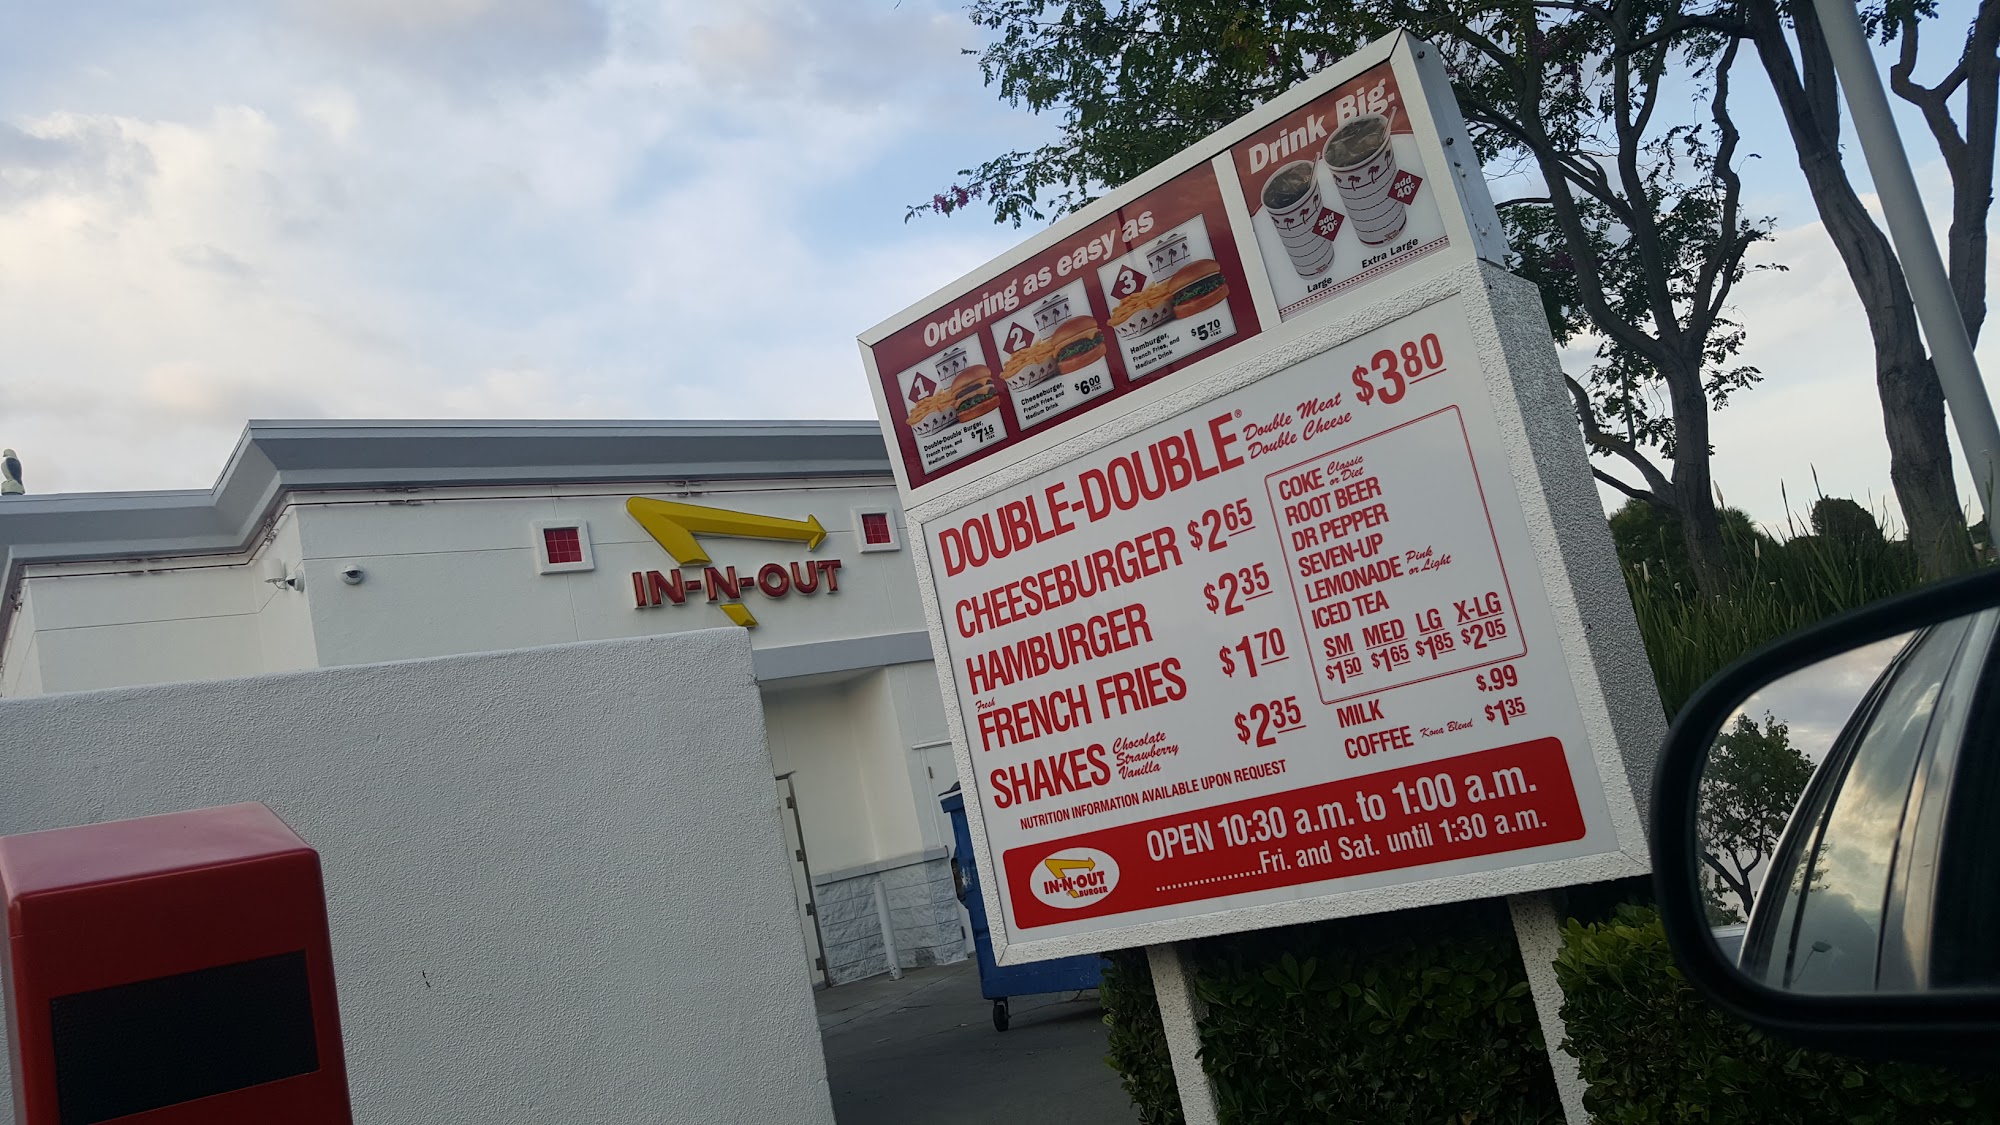 IN-N-OUT
Ordering as easy as
1
Double-Double Burger,
French Fries, and
Medium Drink
$7.15
2
Cheeseburger,
French Fries, and
Medium Drink
$6.00
3
Hamburger,
French Fries, and
Medium Drink
$5.70
Drink Big.
add
20¢
Large
add
40¢
Extra Large
DOUBLE-DOUBLE® Double Meat
Double Cheese $3.80
CHEESEBURGER $2.65
HAMBURGER $2.35
Fresh
FRENCH FRIES $1.70
SHAKES Chocolate
Strawberry
Vanilla $2.35
NUTRITION INFORMATION AVAILABLE UPON REQUEST
COKE Classic
or Diet
ROOT BEER
DR PEPPER
SEVEN-UP
LEMONADE Pink
or Light
ICED TEA
SM MED LG X-LG
$1.50 $1.65 $1.85 $2.05
MILK $.99
COFFEE Kona Blend $1.35
IN-N-OUT
BURGER
OPEN 10:30 a.m. to 1:00 a.m.
....................Fri. and Sat. until 1:30 a.m.